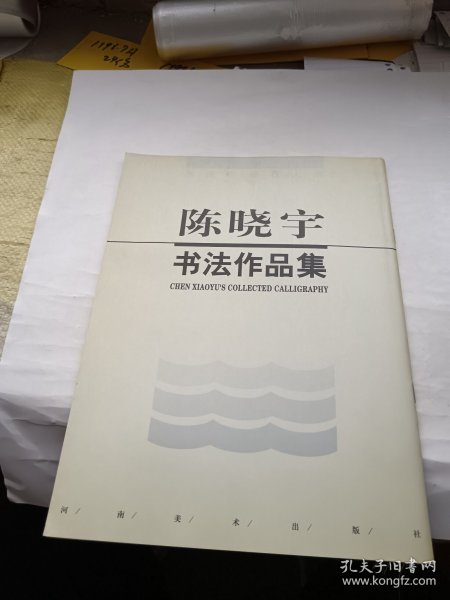 陈晓宇
书法作品集
CHEN XIAOYU'S COLLECTED CALLIGRAPHY
河/ 南/ 美/ 术/ 出/ 版/ 社
孔夫子旧书网
www.kongfz.com